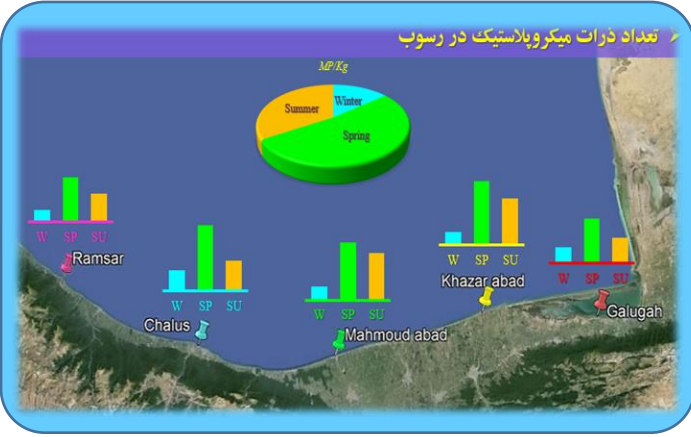 تعداد ذرات میکروپلاستیک در رسوب
MP/Kg
Winter
Summer
Spring
W SP SU
Ramsar
W SP SU
Chalus
W SP SU
Mahmoud abad
W SP SU
Khazar abad
W SP SU
Galugah